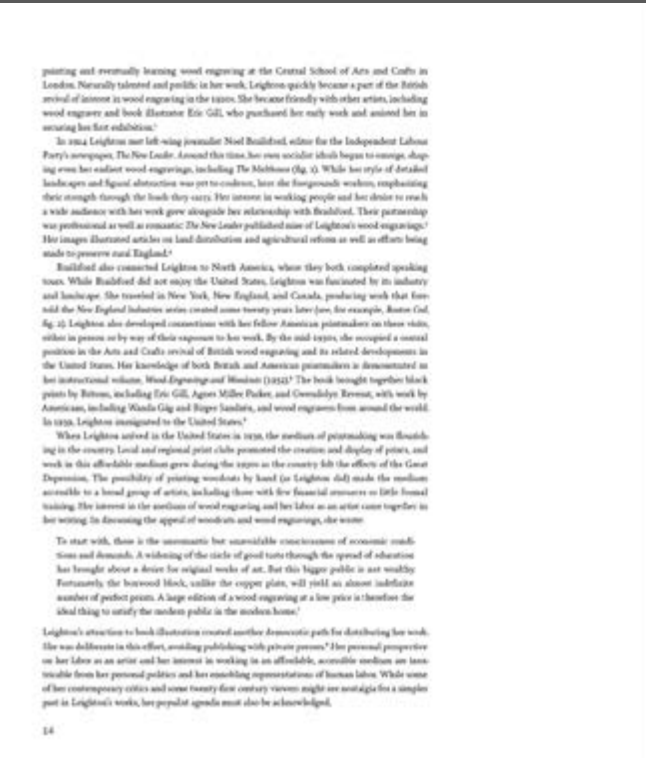 painting and eventually learning wood engraving at the Central School of Arts and Crafts in
London. Naturally talented and prolific in her work, Leighton quickly became a part of the British
revival of interest in wood engraving in the 1920s. She became friendly with other artists, including
wood engraver and book illustrator Eric Gill, who purchased her early work and assisted her in
securing her first exhibition.
In 1924 Leighton met left-wing journalist Noel Brailsford, editor for the Independent Labour
Party's newspaper, The New Leader. Around this time, her own socialist ideals began to emerge, shap-
ing even her earliest wood engravings, including The Malthouse (fig. 1). While her style of detailed
landscapes and figural abstraction was yet to coalesce, here she foregrounds workers, emphasizing
their strength through the loads they carry. Her interest in working people and her desire to reach
a wide audience with her work grew alongside her relationship with Brailsford. Their partnership
was professional as well as romantic: The New Leader published nine of Leighton's wood engravings.
Her images illustrated articles on land distribution and agricultural reform as well as efforts being
made to preserve rural England.
Brailsford also connected Leighton to North America, where they both completed speaking
tours. While Brailsford did not enjoy the United States, Leighton was fascinated by its industry
and landscape. She traveled in New York, New England, and Canada, producing work that fore-
told the New England Industries series created some twenty years later (see, for example, Boston Cod,
fig. 2). Leighton also developed connections with her fellow American printmakers on these visits,
either in person or by way of their exposure to her work. By the mid-1930s, she occupied a central
position in the Arts and Crafts revival of British wood engraving and its related developments in
the United States. Her knowledge of both British and American printmakers is demonstrated in
her instructional volume, Wood-Engravings and Woodcuts (1932). The book brought together block
prints by Britons, including Eric Gill, Agnes Miller Parker, and Gwendolyn Raverat, with work by
Americans, including Wanda Gág and Birger Sandzén, and wood engravers from around the world.
In 1939, Leighton immigrated to the United States.
When Leighton arrived in the United States in 1939, the medium of printmaking was flourish-
ing in the country. Local and regional print clubs promoted the creation and display of prints, and
work in this affordable medium grew during the 1930s as the country felt the effects of the Great
Depression. The possibility of printing woodcuts by hand (as Leighton did) made the medium
accessible to a broad group of artists, including those with few financial resources or little formal
training. Her interest in the medium of wood engraving and her labor as an artist came together in
her writing. In discussing the appeal of woodcuts and wood engravings, she wrote:
To start with, there is the unromantic but unavoidable consciousness of economic condi-
tions and demands. A widening of the circle of good taste through the spread of education
has brought about a desire for original works of art. But this bigger public is not wealthy.
Fortunately, the boxwood block, unlike the copper plate, will yield an almost indefinite
number of perfect prints. A large edition of a wood engraving at a low price is therefore the
ideal thing to satisfy the modern public in the modern home.
Leighton's attraction to book illustration created another democratic path for distributing her work.
She was deliberate in this effort, avoiding publishing with private presses. Her personal perspective
on her labor as an artist and her interest in working in an affordable, accessible medium are inex-
tricable from her personal politics and her ennobling representations of human labor. While some
of her contemporary critics and some twenty-first century viewers might see nostalgia for a simpler
past in Leighton's works, her populist agenda must also be acknowledged.
14